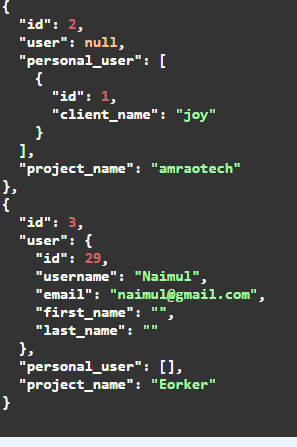 {
  "id": 2,
  "user": null,
  "personal_user": [
    {
      "id": 1,
      "client_name": "joy"
    }
  ],
  "project_name": "amraotech"
},
{
  "id": 3,
  "user": {
    "id": 29,
    "username": "Naimul",
    "email": "naimul@gmail.com",
    "first_name": "",
    "last_name": ""
  },
  "personal_user": [],
  "project_name": "Eorker"
}